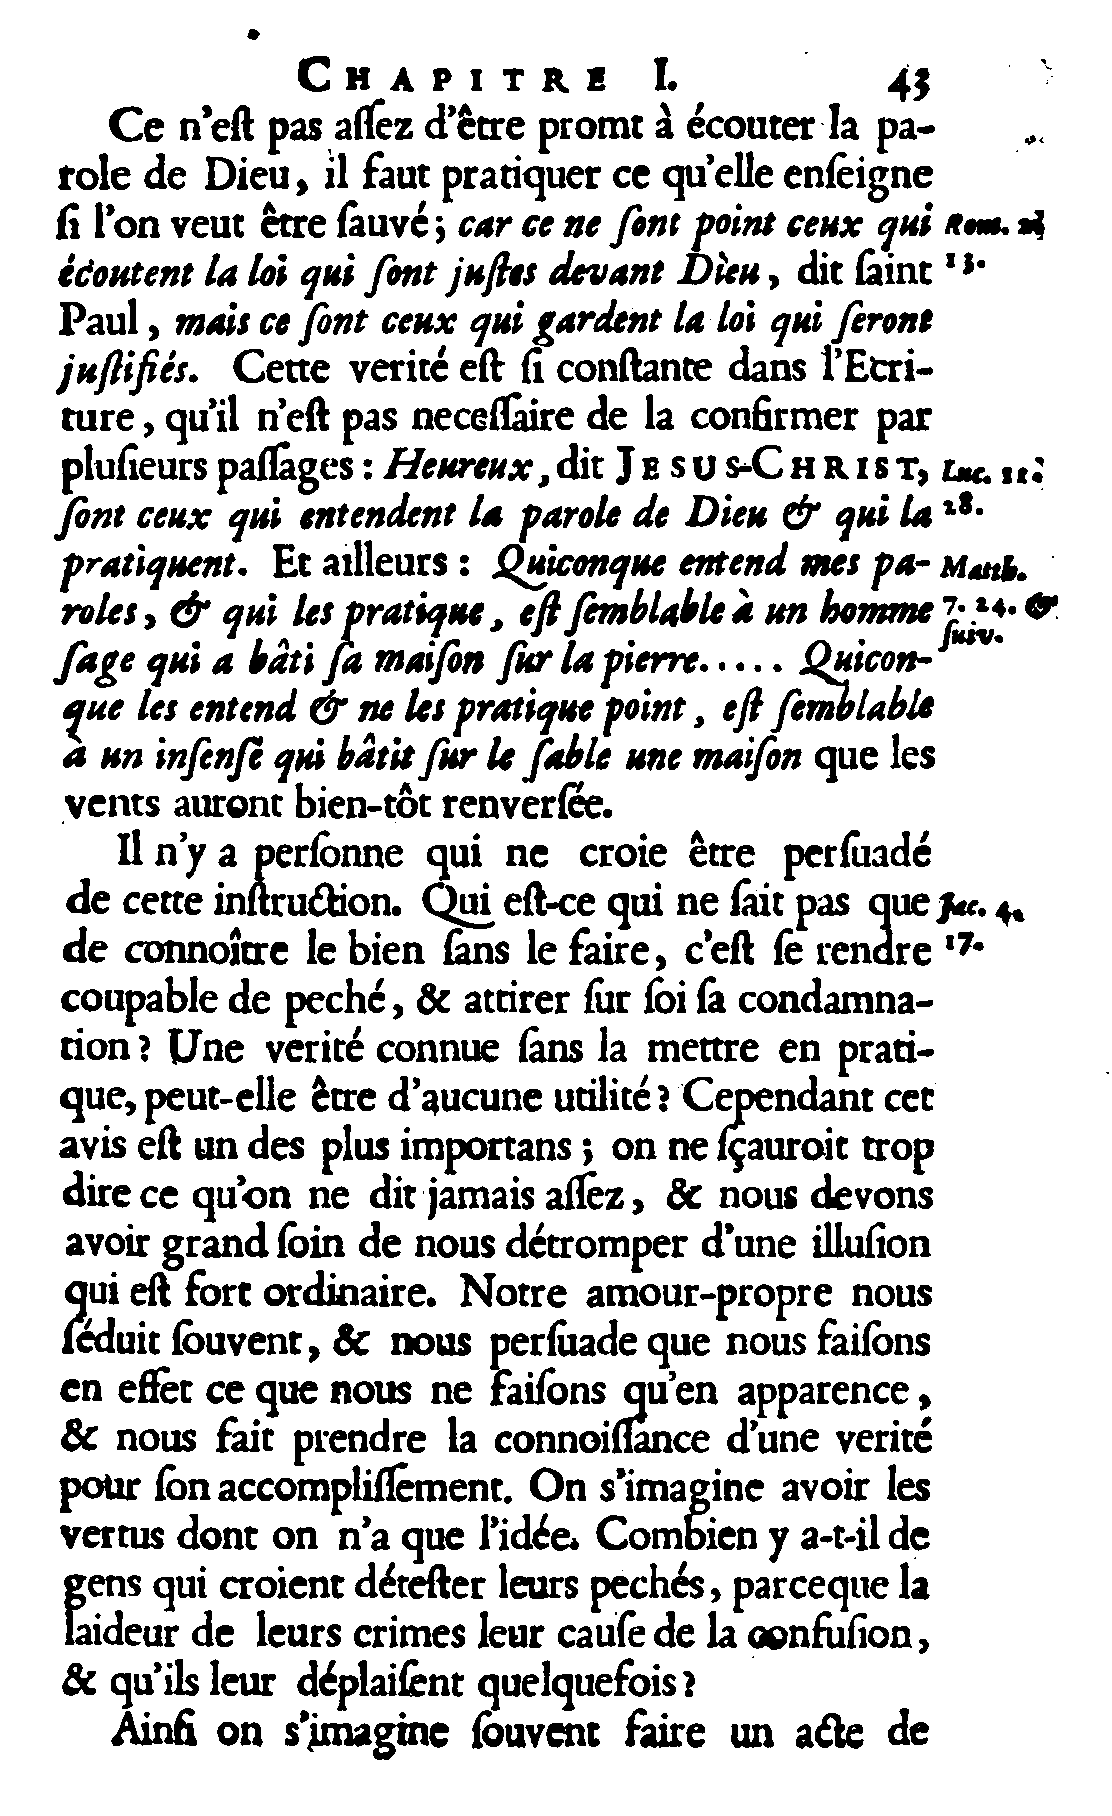 CHAPITRE I. 43
Ce n'eſt pas aſſez d'être promt à écouter la pa-
role de Dieu, il faut pratiquer ce qu'elle enſeigne
ſi l'on veut être ſauvé; car ce ne ſont point ceux qui
Rom. 2.
écoutent la loi qui ſont juſtes devant Dieu, dit ſaint
13.
Paul, mais ce ſont ceux qui gardent la loi qui ſeront
juſtifiés. Cette verité eſt ſi conſtante dans l'Ecri-
ture, qu'il n'eſt pas neceſſaire de la confirmer par
pluſieurs paſſages: Heureux, dit JESUS-CHRIST,
Luc. 11.
ſont ceux qui entendent la parole de Dieu & qui la
28.
pratiquent. Et ailleurs: Quiconque entend mes pa-
Matth.
roles, & qui les pratique, eſt ſemblable à un homme
7. 24. &
ſuiv.
ſage qui a bâti ſa maiſon ſur la pierre..... Quicon-
que les entend & ne les pratique point, eſt ſemblable
à un inſenſé qui bâtit ſur le ſable une maiſon que les
vents auront bien-tôt renverſée.
Il n'y a perſonne qui ne croie être perſuadé
de cette inſtruction. Qui eſt-ce qui ne ſait pas que
Jac. 4.
de connoître le bien ſans le faire, c'eſt ſe rendre
17.
coupable de peché, & attirer ſur ſoi ſa condamna-
tion? Une verité connue ſans la mettre en prati-
que, peut-elle être d'aucune utilité? Cependant cet
avis eſt un des plus importans; on ne ſçauroit trop
dire ce qu'on ne dit jamais aſſez, & nous devons
avoir grand ſoin de nous détromper d'une illuſion
qui eſt fort ordinaire. Notre amour-propre nous
ſéduit ſouvent, & nous perſuade que nous faiſons
en effet ce que nous ne faiſons qu'en apparence,
& nous fait prendre la connoiſſance d'une verité
pour ſon accompliſſement. On s'imagine avoir les
vertus dont on n'a que l'idée. Combien y a-t-il de
gens qui croient déteſter leurs pechés, parceque la
laideur de leurs crimes leur cauſe de la confuſion,
& qu'ils leur déplaiſent quelquefois?
Ainſi on s'imagine ſouvent faire un acte de